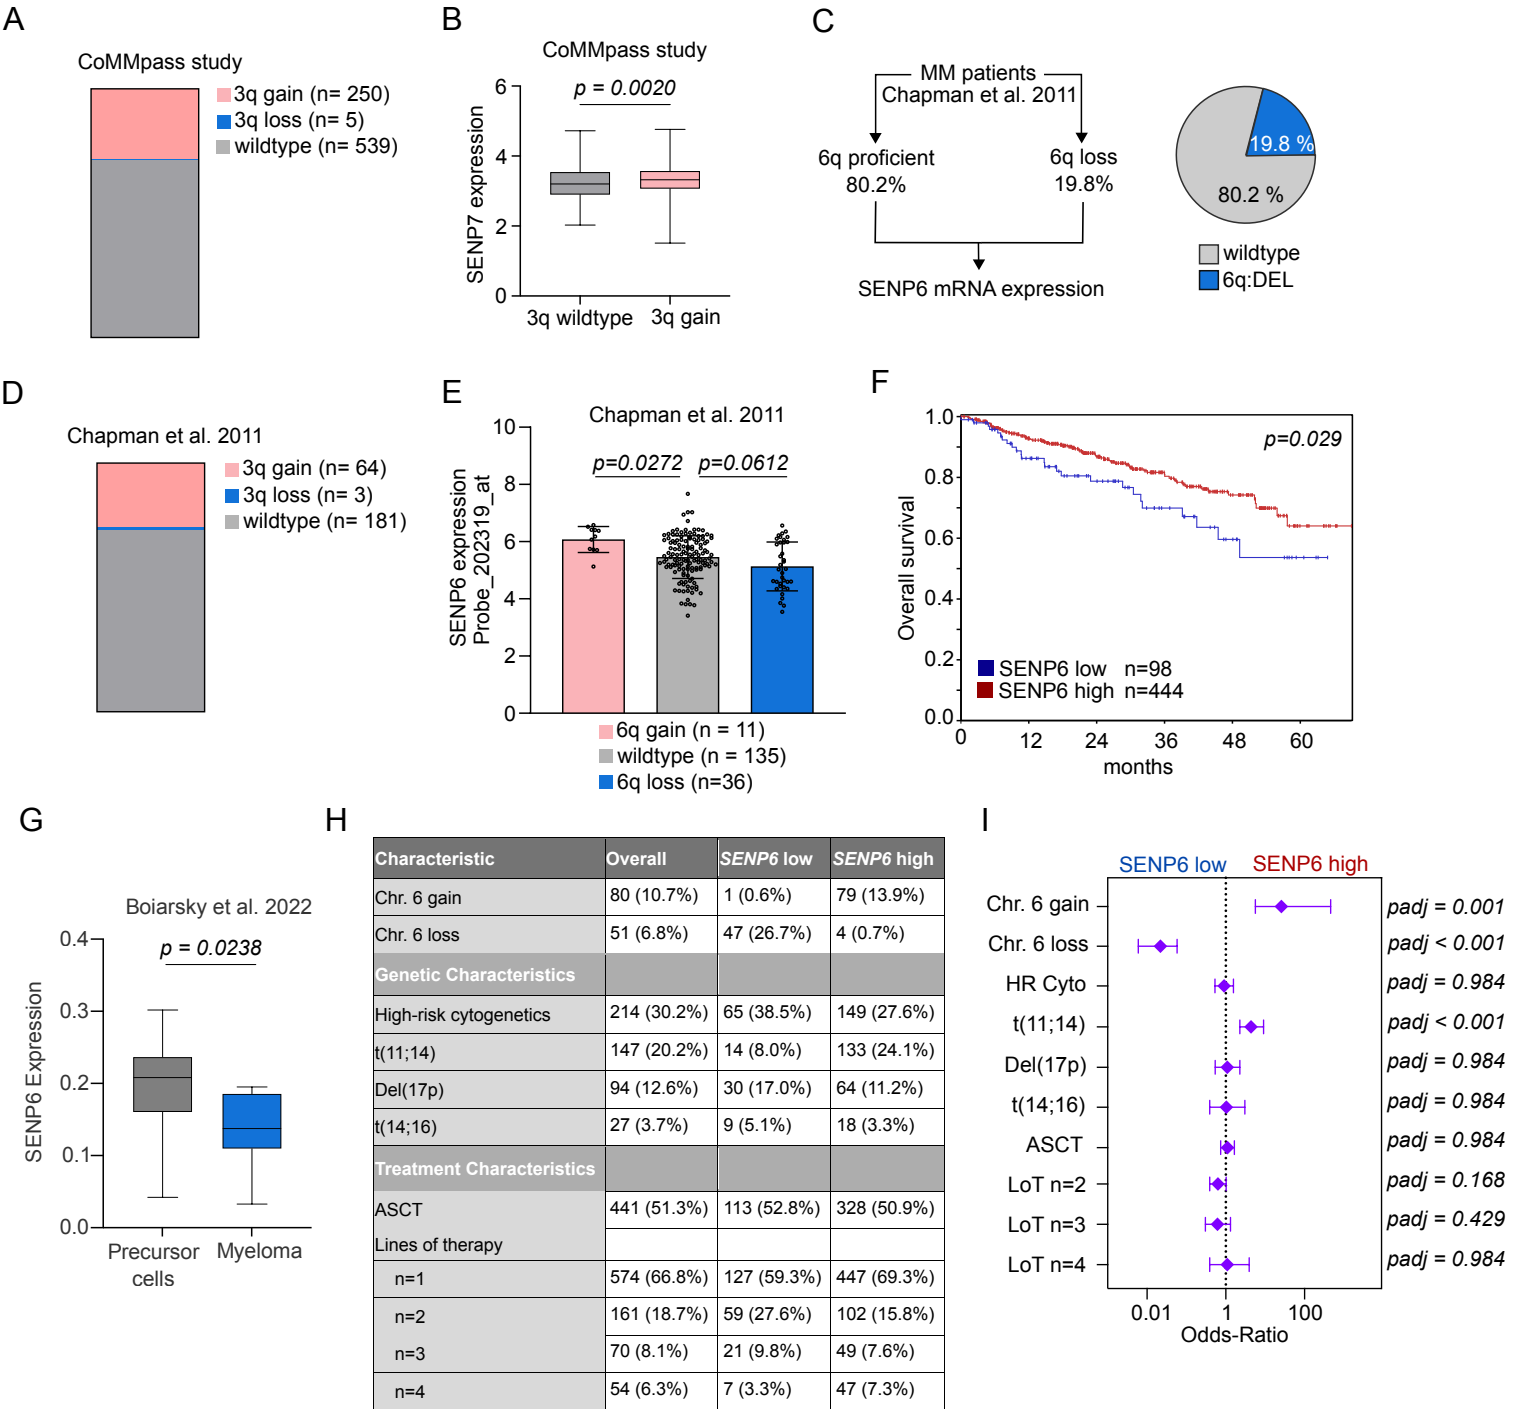 A
CoMMpass study
3q gain (n= 250)
3q loss (n= 5)
wildtype (n= 539)
B
CoMMpass study
p = 0.0020
SENP7 expression
6
4
2
0
3q wildtype 3q gain
C
MM patients
Chapman et al. 2011
6q proficient
80.2%
6q loss
19.8%
SENP6 mRNA expression
19.8 %
80.2 %
wildtype
6q:DEL
D
Chapman et al. 2011
3q gain (n= 64)
3q loss (n= 3)
wildtype (n= 181)
E
Chapman et al. 2011
p=0.0272 p=0.0612
SENP6 expression
Probe_202319_at
10
8
6
4
2
0
6q gain (n = 11)
wildtype (n = 135)
6q loss (n=36)
F
p=0.029
Overall survival
1.0
0.8
0.6
0.4
0.2
0.0
SENP6 low n=98
SENP6 high n=444
0 12 24 36 48 60
months
G
Boiarsky et al. 2022
p = 0.0238
SENP6 Expression
0.4
0.3
0.2
0.1
0.0
Precursor cells
Myeloma
H
Characteristic Overall SENP6 low SENP6 high
Chr. 6 gain 80 (10.7%) 1 (0.6%) 79 (13.9%)
Chr. 6 loss 51 (6.8%) 47 (26.7%) 4 (0.7%)
Genetic Characteristics
High-risk cytogenetics 214 (30.2%) 65 (38.5%) 149 (27.6%)
t(11;14) 147 (20.2%) 14 (8.0%) 133 (24.1%)
Del(17p) 94 (12.6%) 30 (17.0%) 64 (11.2%)
t(14;16) 27 (3.7%) 9 (5.1%) 18 (3.3%)
Treatment Characteristics
ASCT 441 (51.3%) 113 (52.8%) 328 (50.9%)
Lines of therapy
n=1 574 (66.8%) 127 (59.3%) 447 (69.3%)
n=2 161 (18.7%) 59 (27.6%) 102 (15.8%)
n=3 70 (8.1%) 21 (9.8%) 49 (7.6%)
n=4 54 (6.3%) 7 (3.3%) 47 (7.3%)
I
SENP6 low SENP6 high
Chr. 6 gain padj = 0.001
Chr. 6 loss padj < 0.001
HR Cyto padj = 0.984
t(11;14) padj < 0.001
Del(17p) padj = 0.984
t(14;16) padj = 0.984
ASCT padj = 0.984
LoT n=2 padj = 0.168
LoT n=3 padj = 0.429
LoT n=4 padj = 0.984
0.01 1 100
Odds-Ratio